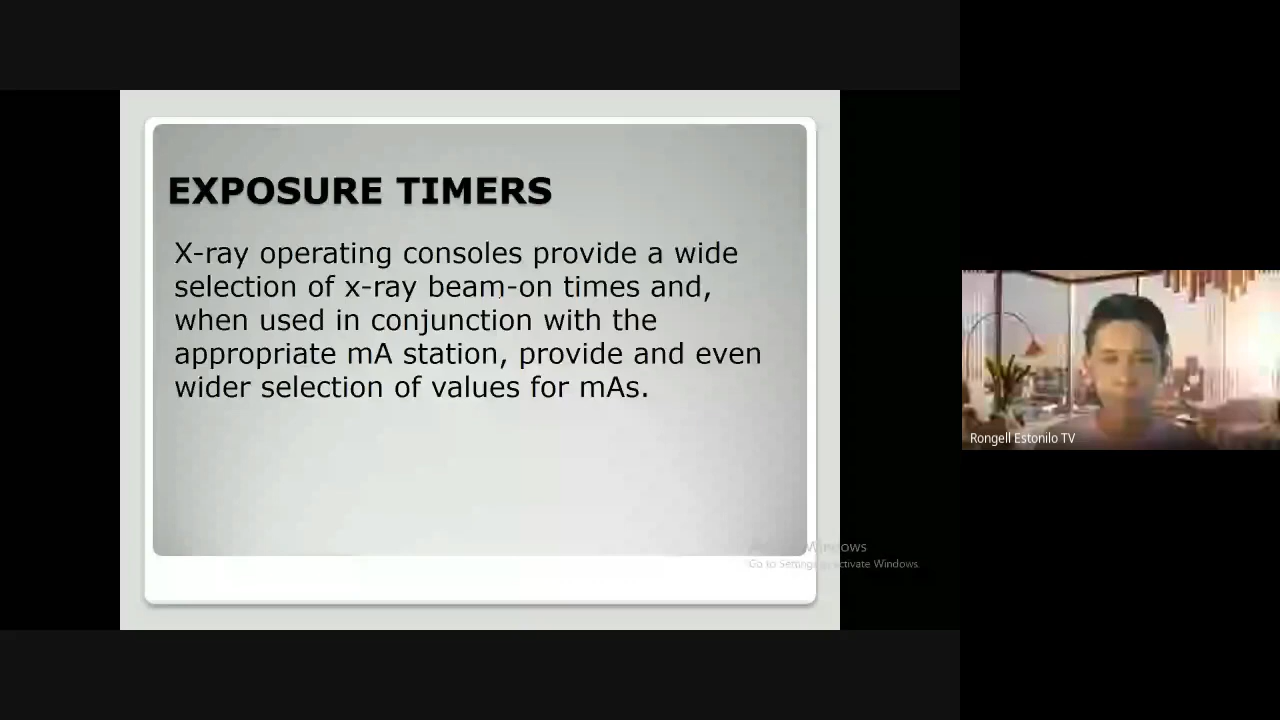 EXPOSURE TIMERS
X-ray operating consoles provide a wide
selection of x-ray beam-on times and,
when used in conjunction with the
appropriate mA station, provide and even
wider selection of values for mAs.
Rongell Estonilo TV
Windows
Go to Settings to activate Windows.